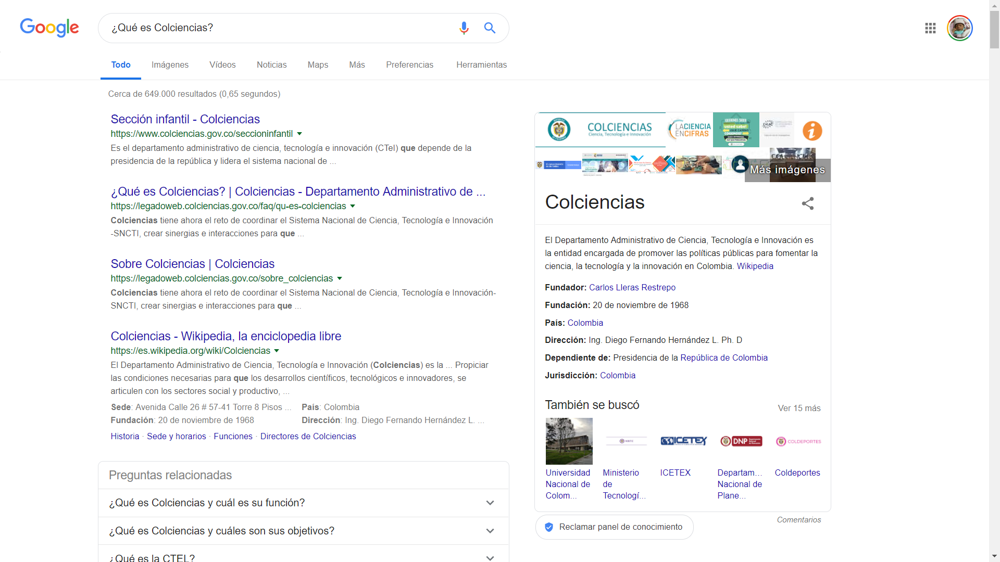 Google
¿Qué es Colciencias?
Todo
Imágenes
Vídeos
Noticias
Maps
Más
Preferencias
Herramientas
Cerca de 649.000 resultados (0,65 segundos)
Sección infantil - Colciencias
https://www.colciencias.gov.co/seccioninfantil
Es el departamento administrativo de ciencia, tecnología e innovación (CTeI) que depende de la
presidencia de la república y lidera el sistema nacional de ...
¿Qué es Colciencias? | Colciencias - Departamento Administrativo de ...
https://legadoweb.colciencias.gov.co/faq/qu-es-colciencias
Colciencias tiene ahora el reto de coordinar el Sistema Nacional de Ciencia, Tecnología e Innovación
-SNCTI, crear sinergias e interacciones para que ...
Sobre Colciencias | Colciencias
https://legadoweb.colciencias.gov.co/sobre_colciencias
Colciencias tiene ahora el reto de coordinar el Sistema Nacional de Ciencia, Tecnología e Innovación-
SNCTI, crear sinergias e interacciones para que ...
Colciencias - Wikipedia, la enciclopedia libre
https://es.wikipedia.org/wiki/Colciencias
El Departamento Administrativo de Ciencia, Tecnología e Innovación (Colciencias) es la ... Propiciar
las condiciones necesarias para que los desarrollos científicos, tecnológicos e innovadores, se
articulen con los sectores social y productivo, ...
Sede: Avenida Calle 26 # 57-41 Torre 8 Pisos ...
País: Colombia
Fundación: 20 de noviembre de 1968
Dirección: Ing. Diego Fernando Hernández L. ...
Historia · Sede y horarios · Funciones · Directores de Colciencias
Preguntas relacionadas
¿Qué es Colciencias y cuál es su función?
¿Qué es Colciencias y cuáles son sus objetivos?
¿Qué es la CTEL?
COLCIENCIAS
Ciencia, Tecnología e Innovación
LACIENCIA
ENCIFRAS
QUEREMOS SABER
usted sabe!
COSEMOS?
Más imágenes
Colciencias
El Departamento Administrativo de Ciencia, Tecnología e Innovación es
la entidad encargada de promover las políticas públicas para fomentar la
ciencia, la tecnología y la innovación en Colombia. Wikipedia
Fundador: Carlos Lleras Restrepo
Fundación: 20 de noviembre de 1968
País: Colombia
Dirección: Ing. Diego Fernando Hernández L. Ph. D
Dependiente de: Presidencia de la República de Colombia
Jurisdicción: Colombia
También se buscó
Ver 15 más
MINTIC
ICETEX
DNP
COLDEPORTES
Universidad
Nacional de
Colom...
Ministerio
de
Tecnologí...
ICETEX
Departam...
Nacional de
Plane...
Coldeportes
Comentarios
Reclamar panel de conocimiento